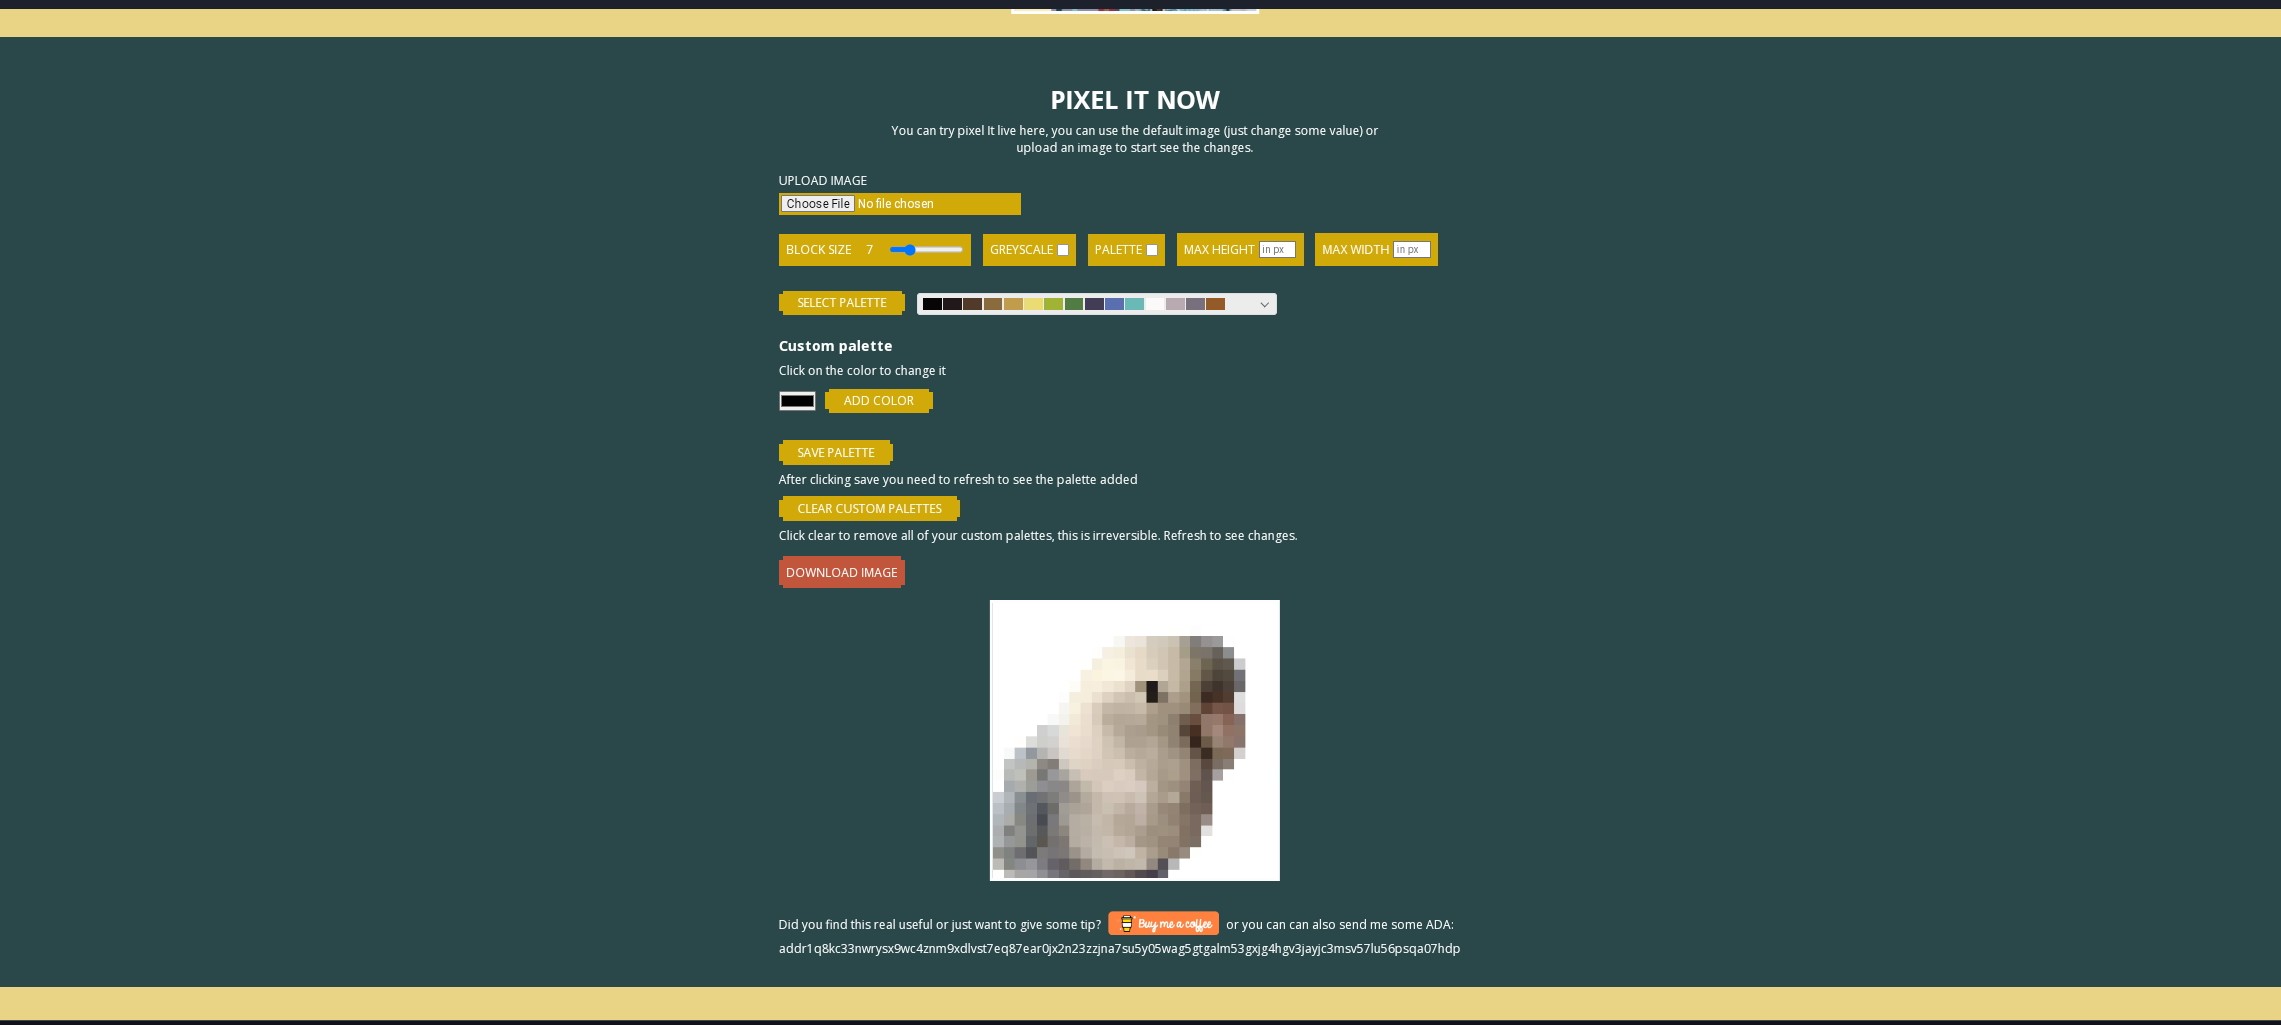 PIXEL IT NOW
You can try pixel It live here, you can use the default image (just change some value) or
upload an image to start see the changes.
UPLOAD IMAGE
Choose File No file chosen
BLOCK SIZE 7 GREYSCALE PALETTE MAX HEIGHT in px MAX WIDTH in px
SELECT PALETTE
Custom palette
Click on the color to change it
ADD COLOR
SAVE PALETTE
After clicking save you need to refresh to see the palette added
CLEAR CUSTOM PALETTES
Click clear to remove all of your custom palettes, this is irreversible. Refresh to see changes.
DOWNLOAD IMAGE
Did you find this real useful or just want to give some tip? Buy me a coffee or you can can also send me some ADA:
addr1q8kc33nwrysx9wc4znm9xdlvst7eq87ear0jx2n23zzjna7su5y05wag5gtgalm53gxjg4hgv3jayjc3msv57lu56psqa07hdp